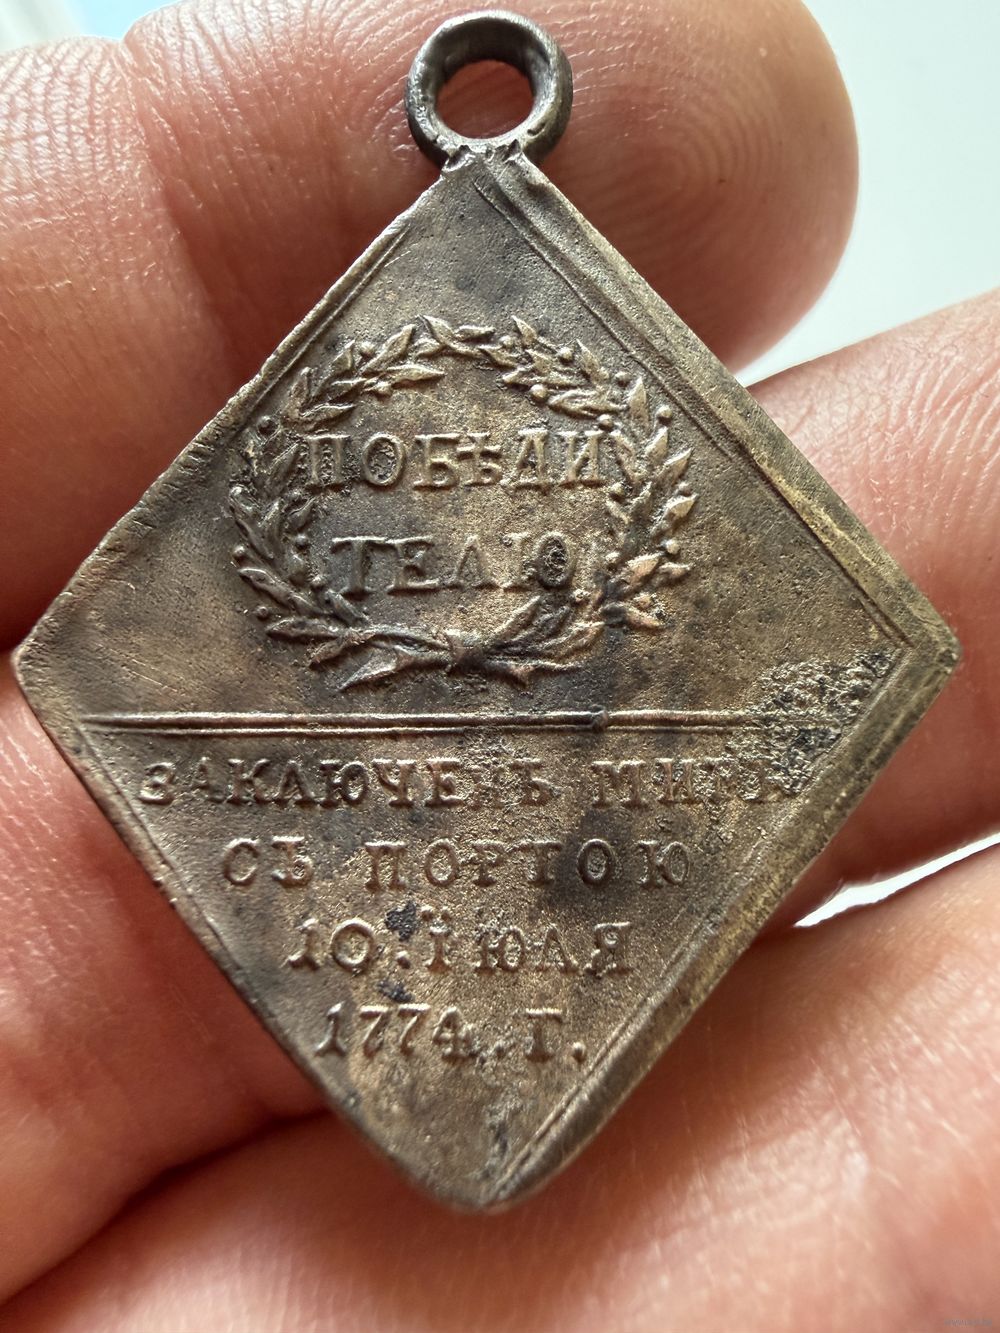 ПОБѢДИ
ТЕЛЮ
ЗАКЛЮЧЕНЪ МИРЪ
СЪ ПОРТОЮ
10. ІЮЛЯ
1774. Г.